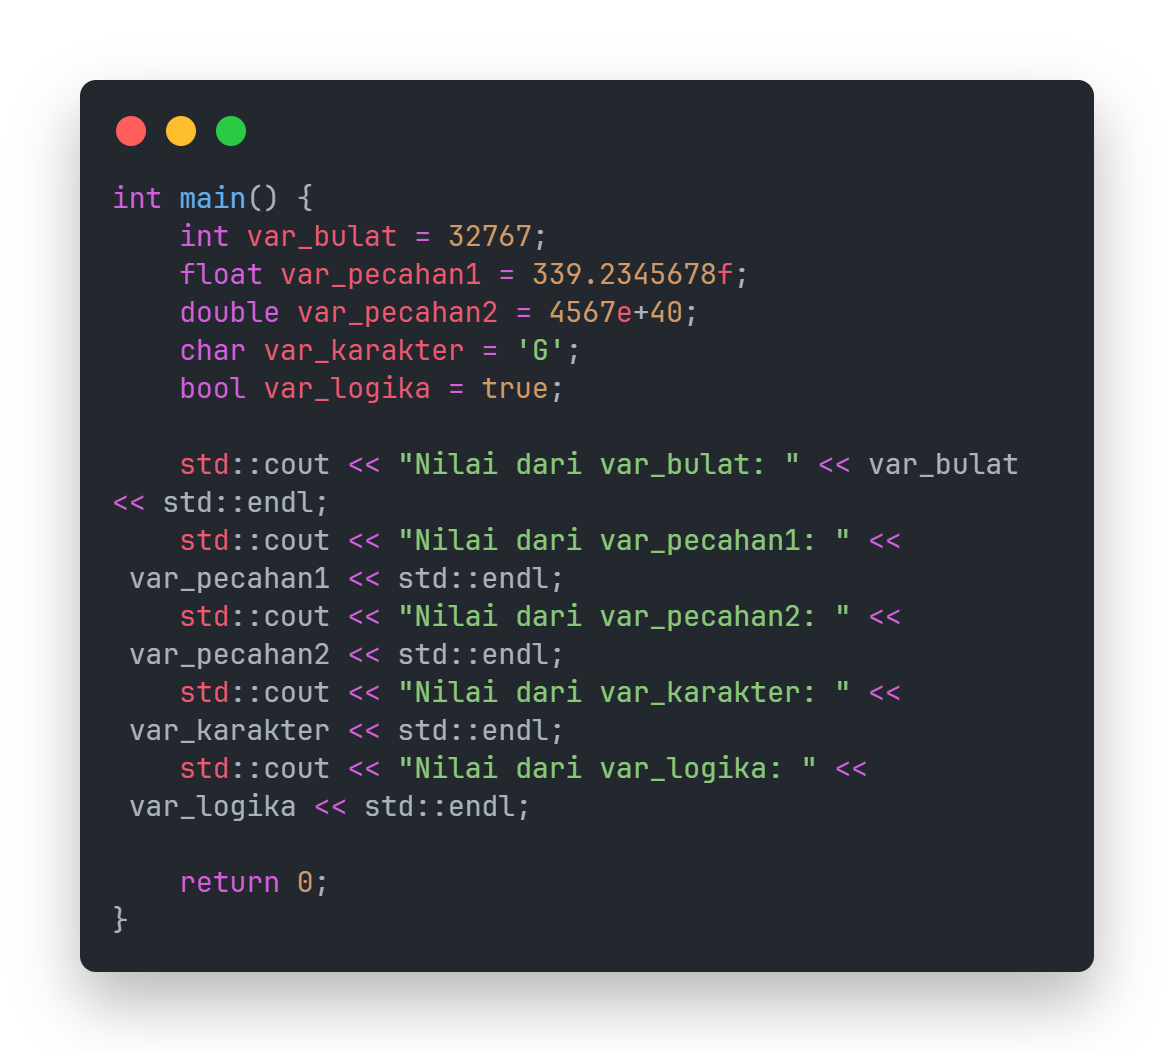 int main() {
    int var_bulat = 32767;
    float var_pecahan1 = 339.2345678f;
    double var_pecahan2 = 4567e+40;
    char var_karakter = 'G';
    bool var_logika = true;

    std::cout << "Nilai dari var_bulat: " << var_bulat
<< std::endl;
    std::cout << "Nilai dari var_pecahan1: " <<
 var_pecahan1 << std::endl;
    std::cout << "Nilai dari var_pecahan2: " <<
 var_pecahan2 << std::endl;
    std::cout << "Nilai dari var_karakter: " <<
 var_karakter << std::endl;
    std::cout << "Nilai dari var_logika: " <<
 var_logika << std::endl;

    return 0;
}